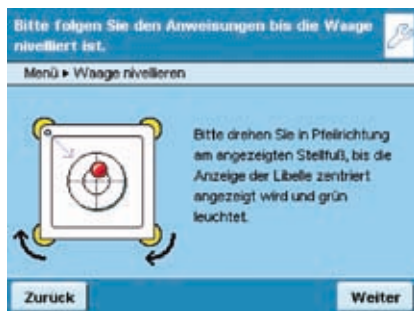 Bitte folgen Sie den Anweisungen bis die Waage
nivelliert ist.
Menü ▸ Waage nivellieren
Bitte drehen Sie in Pfeilrichtung
am angezeigten Stellfuß, bis die
Anzeige der Libelle zentriert
angezeigt wird und grün
leuchtet.
Zurück
Weiter